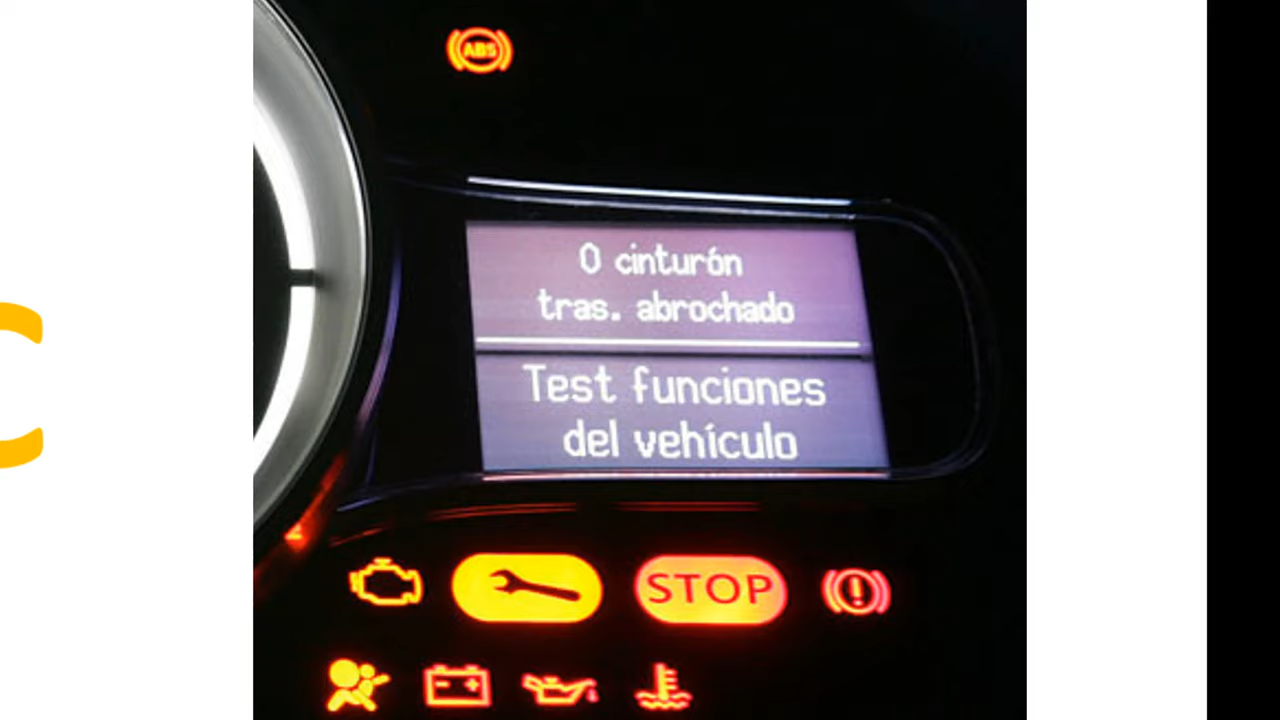 ABS
0 cinturón
tras. abrochado
Test funciones
del vehículo
STOP